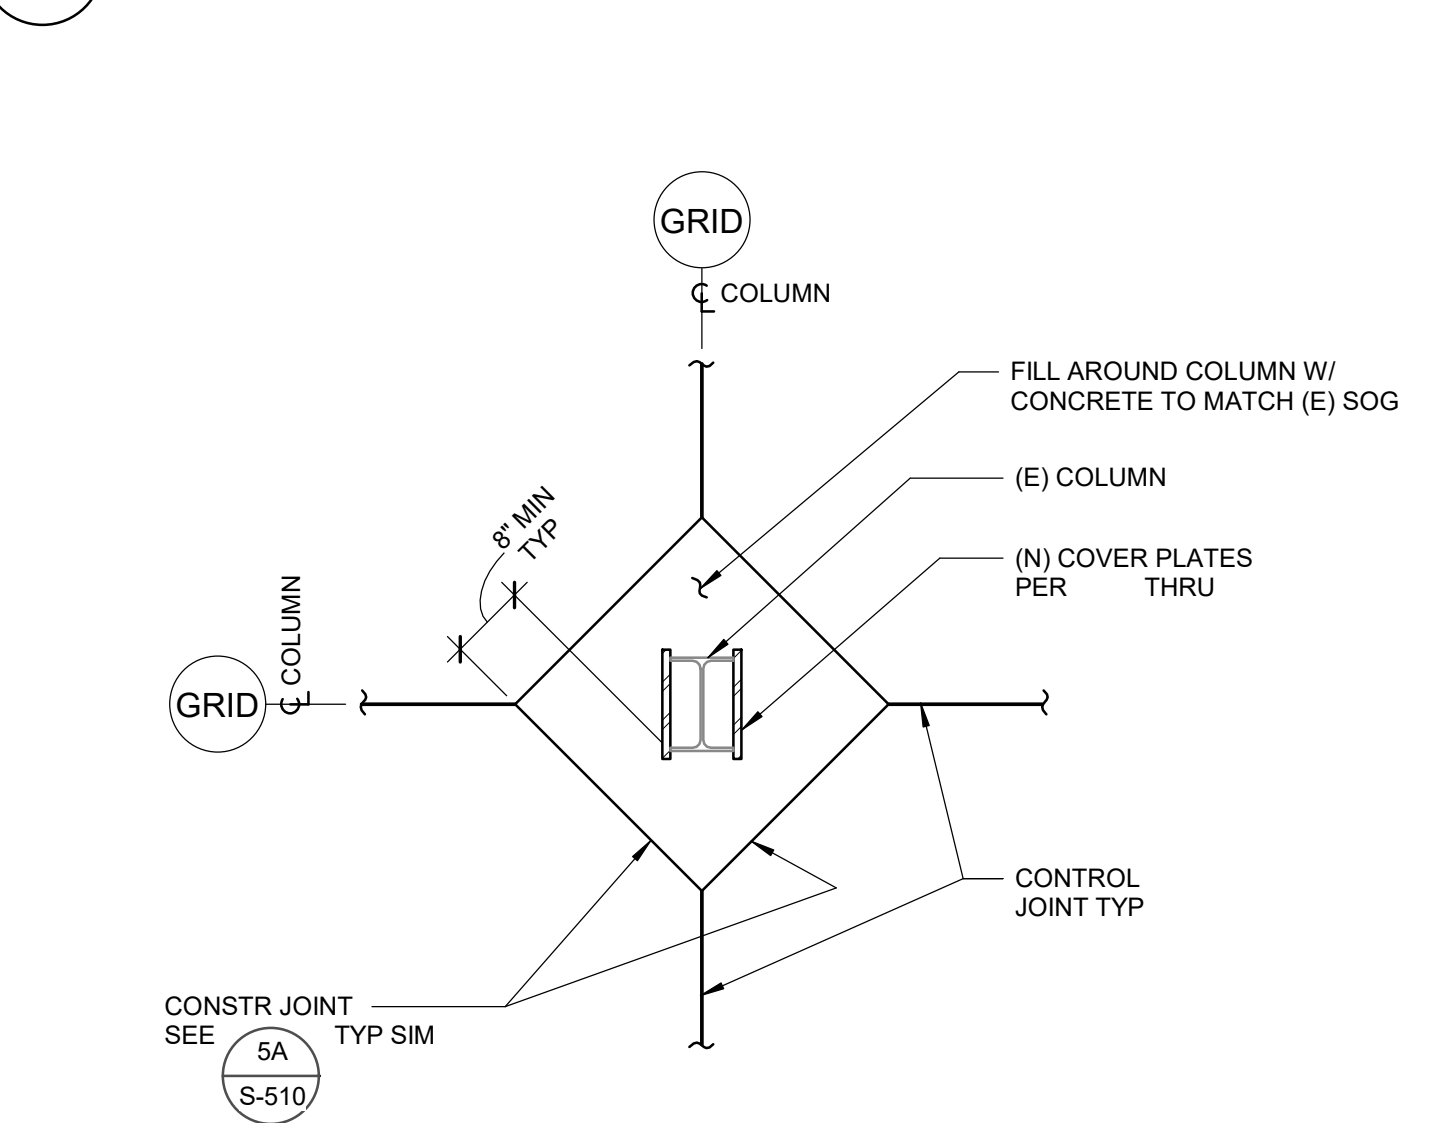 GRID
℄ COLUMN
FILL AROUND COLUMN W/
CONCRETE TO MATCH (E) SOG
(E) COLUMN
(N) COVER PLATES
PER THRU
8" MIN
TYP
℄ COLUMN
GRID
CONTROL
JOINT TYP
CONSTR JOINT
SEE TYP SIM
5A
S-510